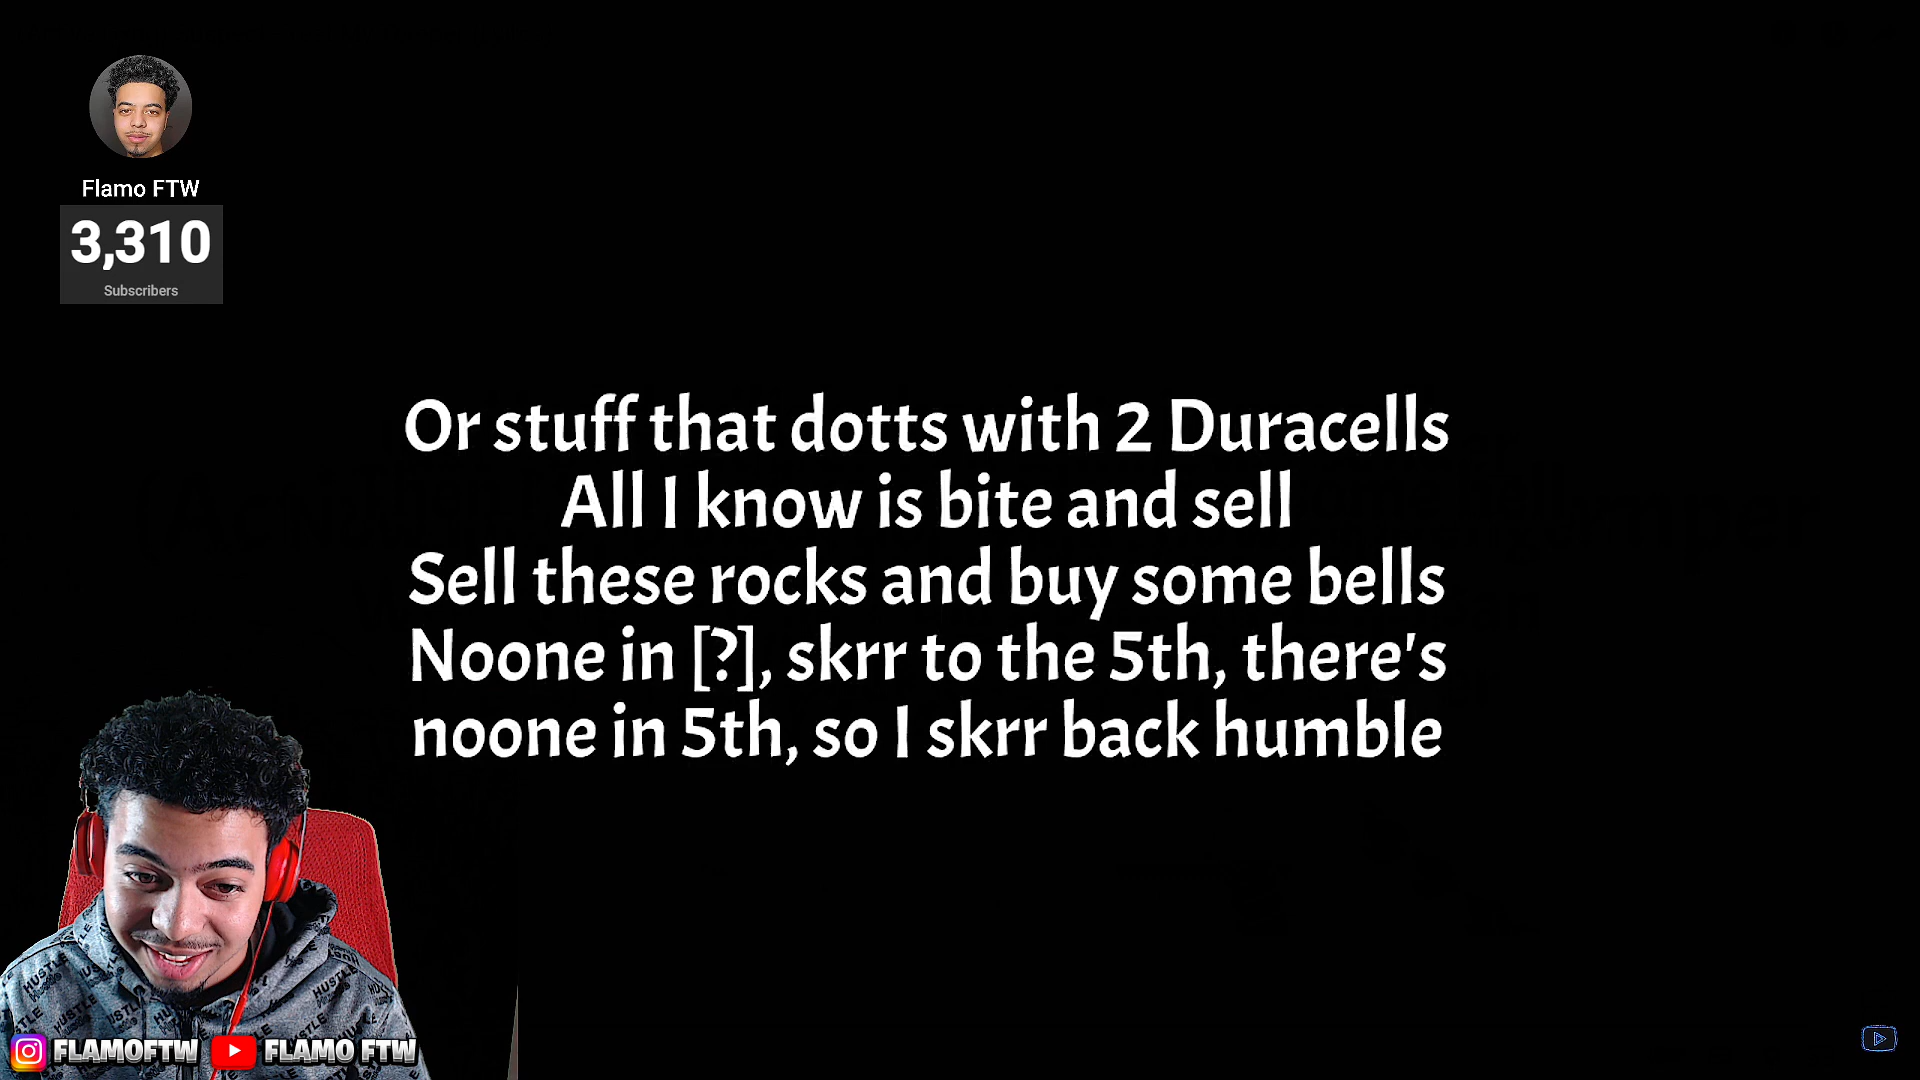 Flamo FTW
3,310
Subscribers
Or stuff that dotts with 2 Duracells
All I know is bite and sell
Sell these rocks and buy some bells
Noone in [?], skrr to the 5th, there's
noone in 5th, so I skrr back humble
HUSTLE
HUSTLE
FLAMOFTW
FLAMO FTW